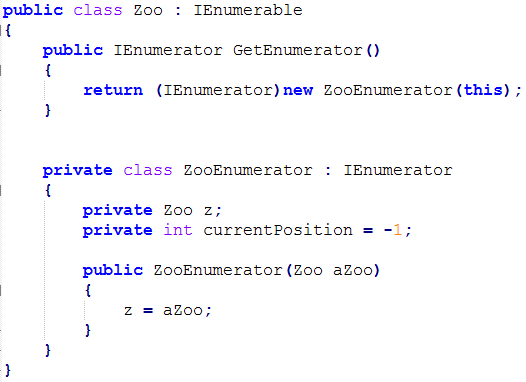 public class Zoo : IEnumerable
{
    public IEnumerator GetEnumerator()
    {
        return (IEnumerator)new ZooEnumerator(this);
    }
    private class ZooEnumerator : IEnumerator
    {
        private Zoo z;
        private int currentPosition = -1;
        public ZooEnumerator(Zoo aZoo)
        {
            z = aZoo;
        }
    }
}